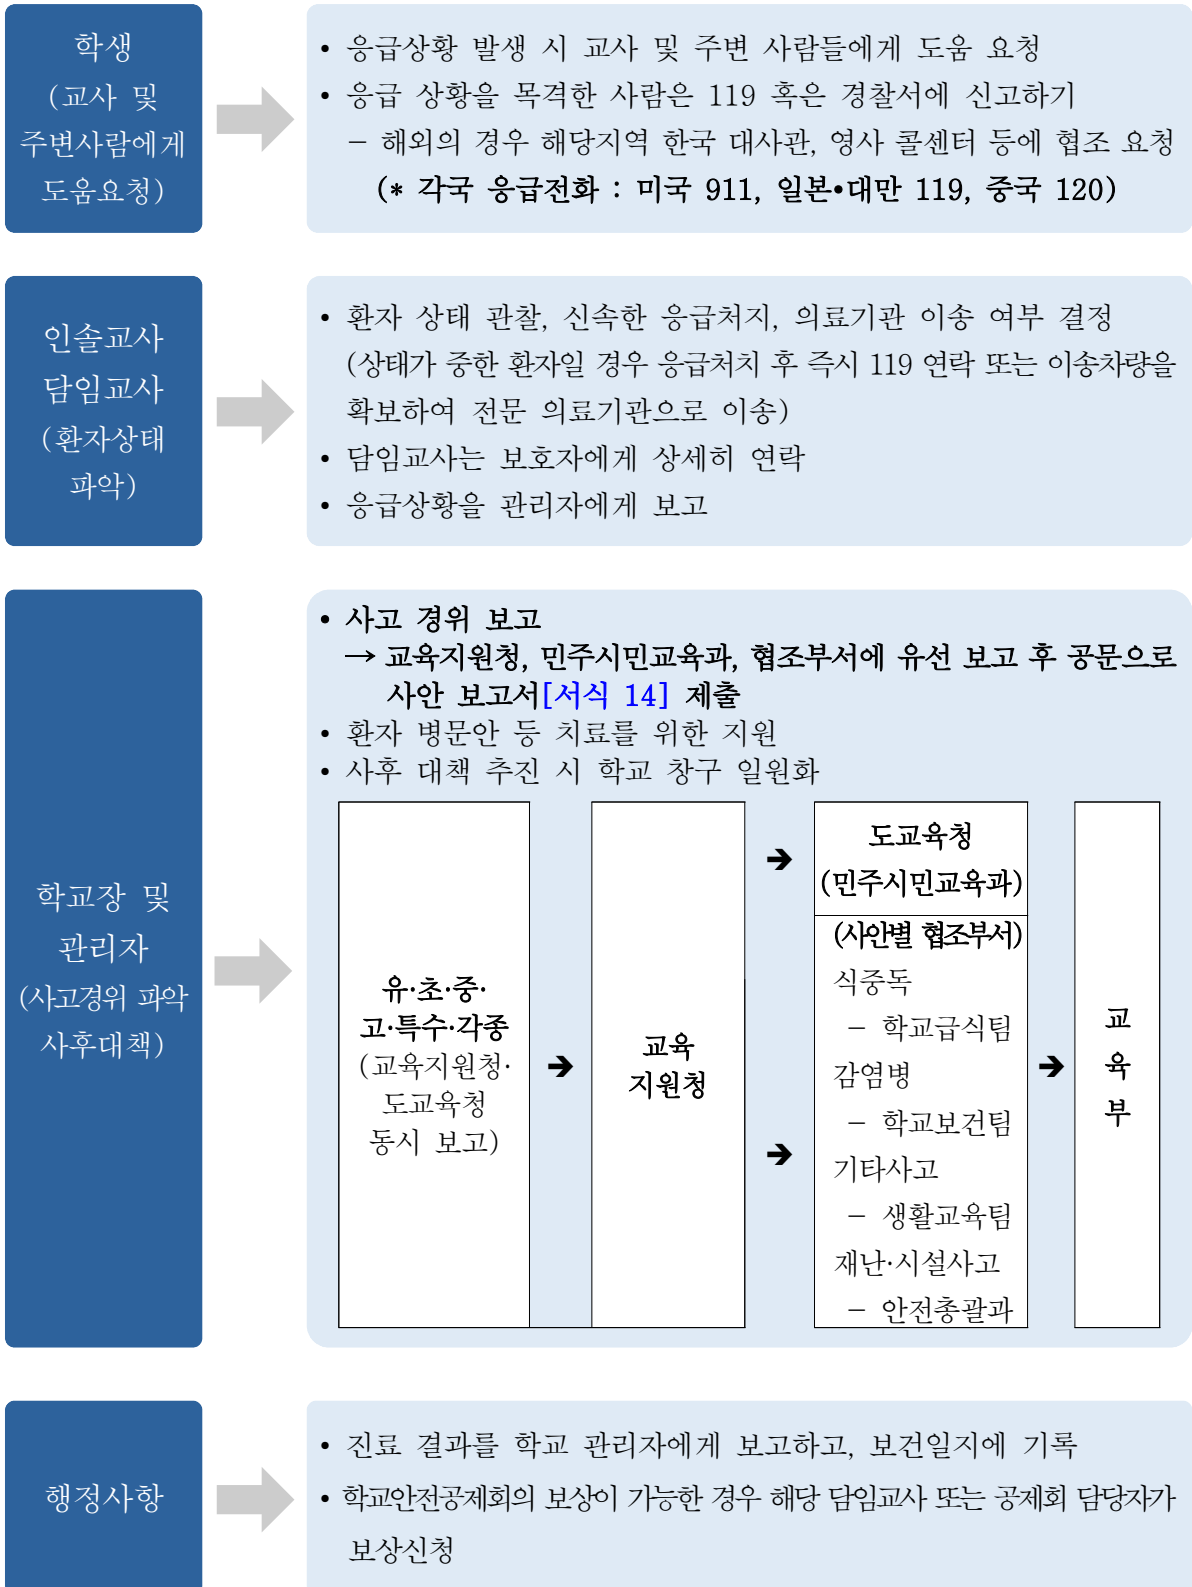 학생
(교사 및
주변사람에게
도움요청)
• 응급상황 발생 시 교사 및 주변 사람들에게 도움 요청
• 응급 상황을 목격한 사람은 119 혹은 경찰서에 신고하기
- 해외의 경우 해당지역 한국 대사관, 영사 콜센터 등에 협조 요청
(* 각국 응급전화 : 미국 911, 일본•대만 119, 중국 120)
인솔교사
담임교사
(환자상태
파악)
• 환자 상태 관찰, 신속한 응급처지, 의료기관 이송 여부 결정
(상태가 중한 환자일 경우 응급처치 후 즉시 119 연락 또는 이송차량을
확보하여 전문 의료기관으로 이송)
• 담임교사는 보호자에게 상세히 연락
• 응급상황을 관리자에게 보고
학교장 및
관리자
(사고경위 파악
사후대책)
• 사고 경위 보고
→ 교육지원청, 민주시민교육과, 협조부서에 유선 보고 후 공문으로
사안 보고서[서식 14] 제출
• 환자 병문안 등 치료를 위한 지원
• 사후 대책 추진 시 학교 창구 일원화
유·초·중·
고·특수·각종
(교육지원청·
도교육청
동시 보고)
➔
교육
지원청
➔
➔
도교육청
(민주시민교육과)
(사안별 협조부서)
식중독
- 학교급식팀
감염병
- 학교보건팀
기타사고
- 생활교육팀
재난·시설사고
- 안전총괄과
➔
교
육
부
행정사항
• 진료 결과를 학교 관리자에게 보고하고, 보건일지에 기록
• 학교안전공제회의 보상이 가능한 경우 해당 담임교사 또는 공제회 담당자가
보상신청